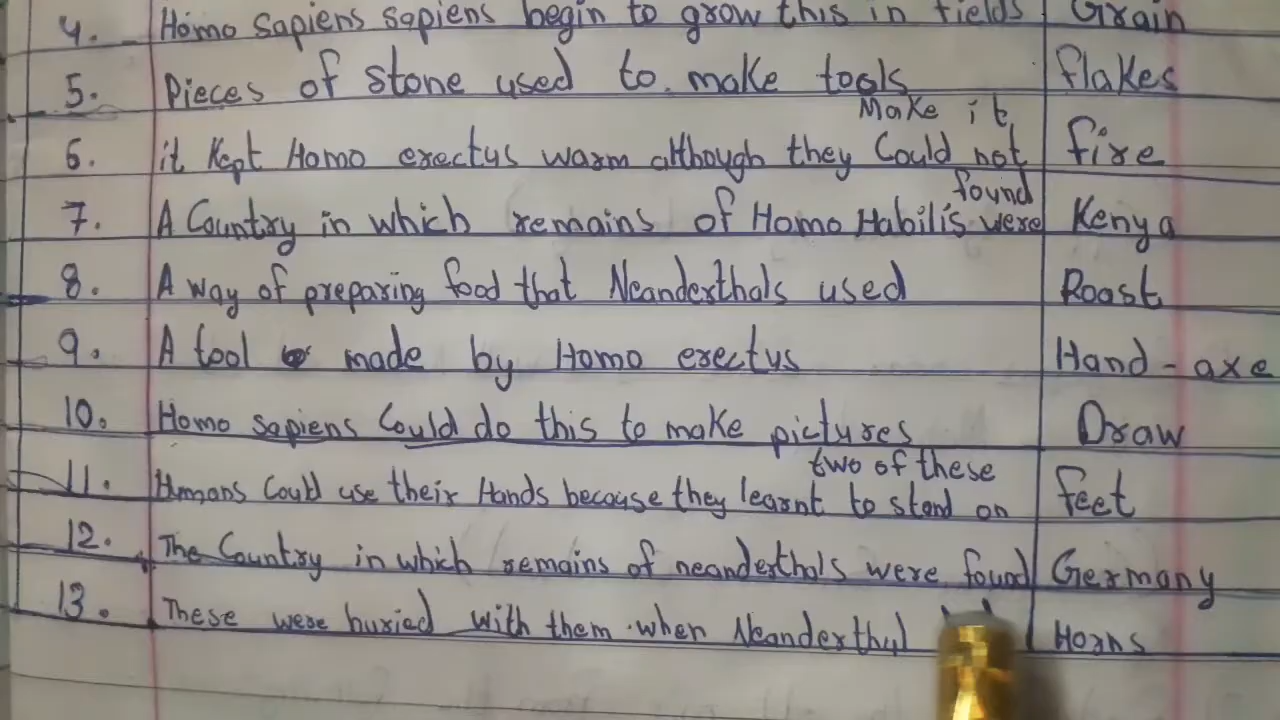 4. Homo sapiens sapiens begin to grow this in fields Grain
5. Pieces of stone used to make tools flakes
Make it
6. it Kept Homo erectus warm although they Could not fire
found
7. A Country in which remains of Homo Habilis were Kenya
8. A way of preparing food that Neanderthals used Roast
9. A tool made by Homo erectus Hand-axe
10. Homo sapiens Could do this to make pictures Draw
two of these
11. Humans Could use their Hands because they learnt to stand on feet
12. The Country in which remains of neanderthals were found Germany
13. These were buried with them when Neanderthal Horns